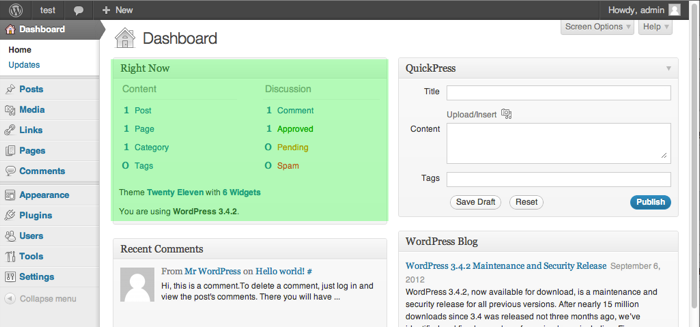 test
New
Howdy, admin
Dashboard
Home
Updates
Posts
Media
Links
Pages
Comments
Appearance
Plugins
Users
Tools
Settings
Collapse menu
Screen Options
Help
Dashboard
Right Now
Content
Discussion
1 Post
1 Comment
1 Page
1 Approved
1 Category
0 Pending
0 Tags
0 Spam
Theme Twenty Eleven with 6 Widgets
You are using WordPress 3.4.2.
Recent Comments
From Mr WordPress on Hello world! #
Hi, this is a comment.To delete a comment, just log in and
view the post's comments. There you will have ...
QuickPress
Title
Upload/Insert
Content
Tags
Save Draft
Reset
Publish
WordPress Blog
WordPress 3.4.2 Maintenance and Security Release September 6,
2012
WordPress 3.4.2, now available for download, is a maintenance and
security release for all previous versions. After nearly 15 million
downloads since 3.4 was released not three months ago, we've